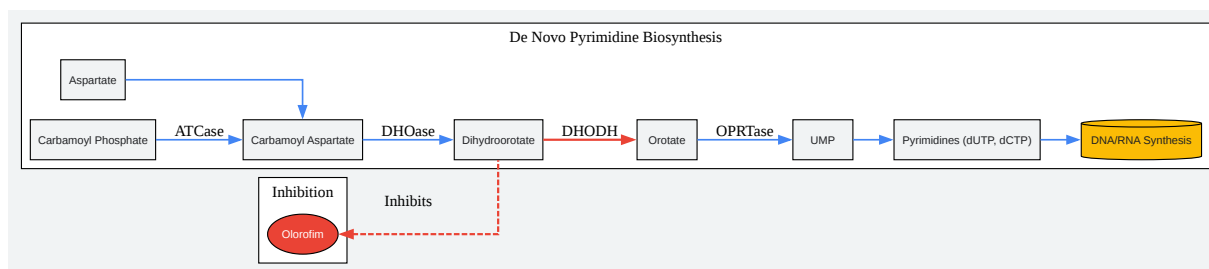 De Novo Pyrimidine Biosynthesis
Aspartate
Carbamoyl Phosphate
ATCase
Carbamoyl Aspartate
DHOase
Dihydroorotate
DHODH
Orotate
OPRTase
UMP
Pyrimidines (dUTP, dCTP)
DNA/RNA Synthesis
Inhibition
Inhibits
Olorofim